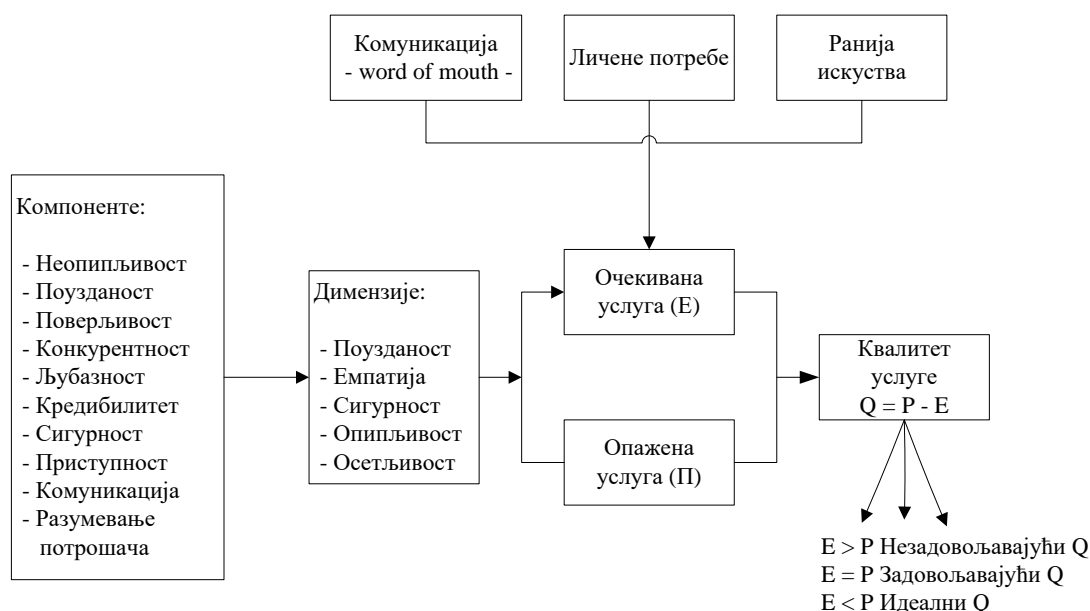 Комуникација
- word of mouth -
Личене потребе
Ранија
искуства
Компоненте:
- Неопипљивост
- Поузданост
- Поверљивост
- Конкурентност
- Љубазност
- Кредибилитет
- Сигурност
- Приступност
- Комуникација
- Разумевање
потрошача
Димензије:
- Поузданост
- Емпатија
- Сигурност
- Опипљивост
- Осетљивост
Очекивана
услуга (Е)
Опажена
услуга (П)
Квалитет
услуге
Q = P - E
E > P Незадовољавајући Q
E = P Задовољавајући Q
E < P Идеални Q